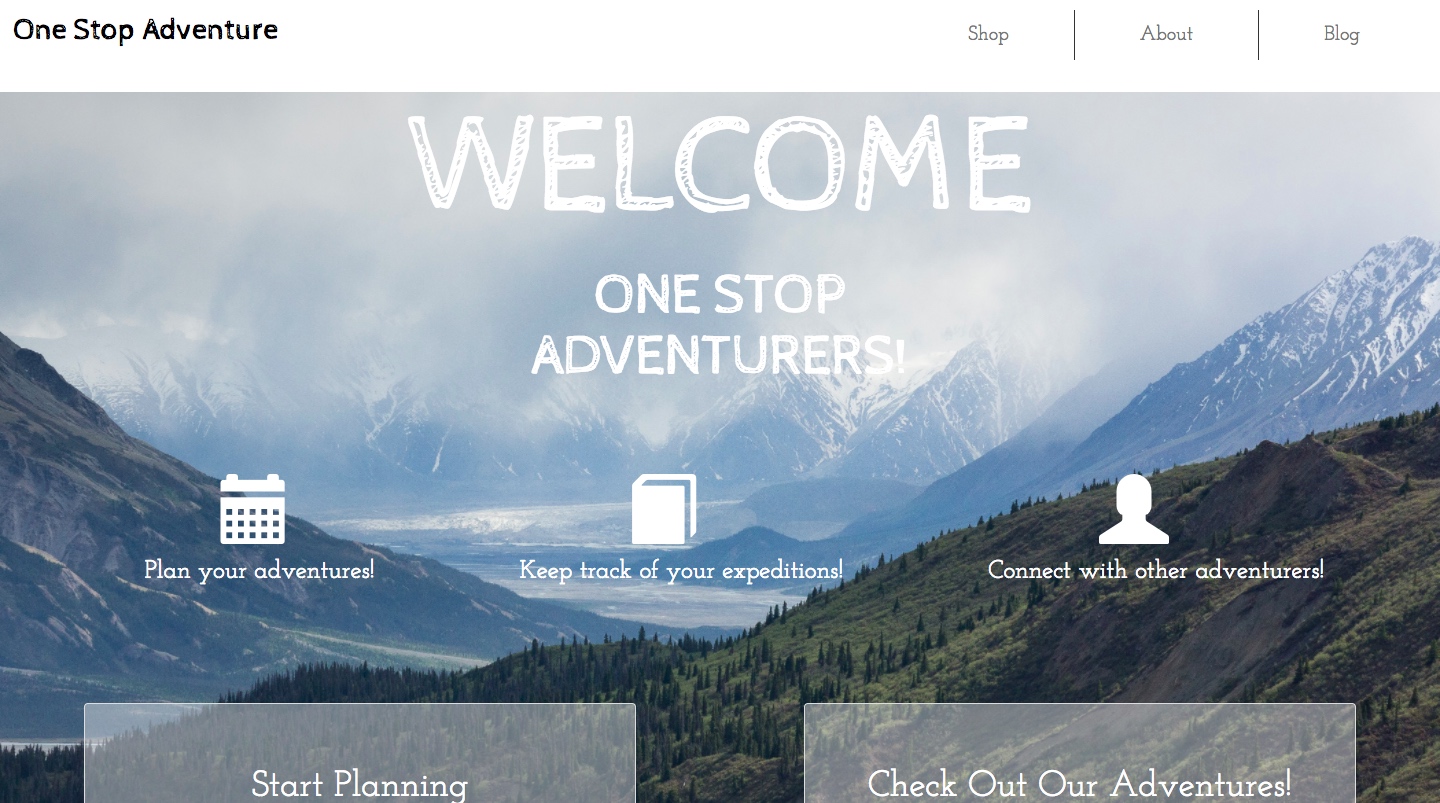 One Stop Adventure
Shop
About
Blog
WELCOME
ONE STOP
ADVENTURERS!
Plan your adventures!
Keep track of your expeditions!
Connect with other adventurers!
Start Planning
Check Out Our Adventures!